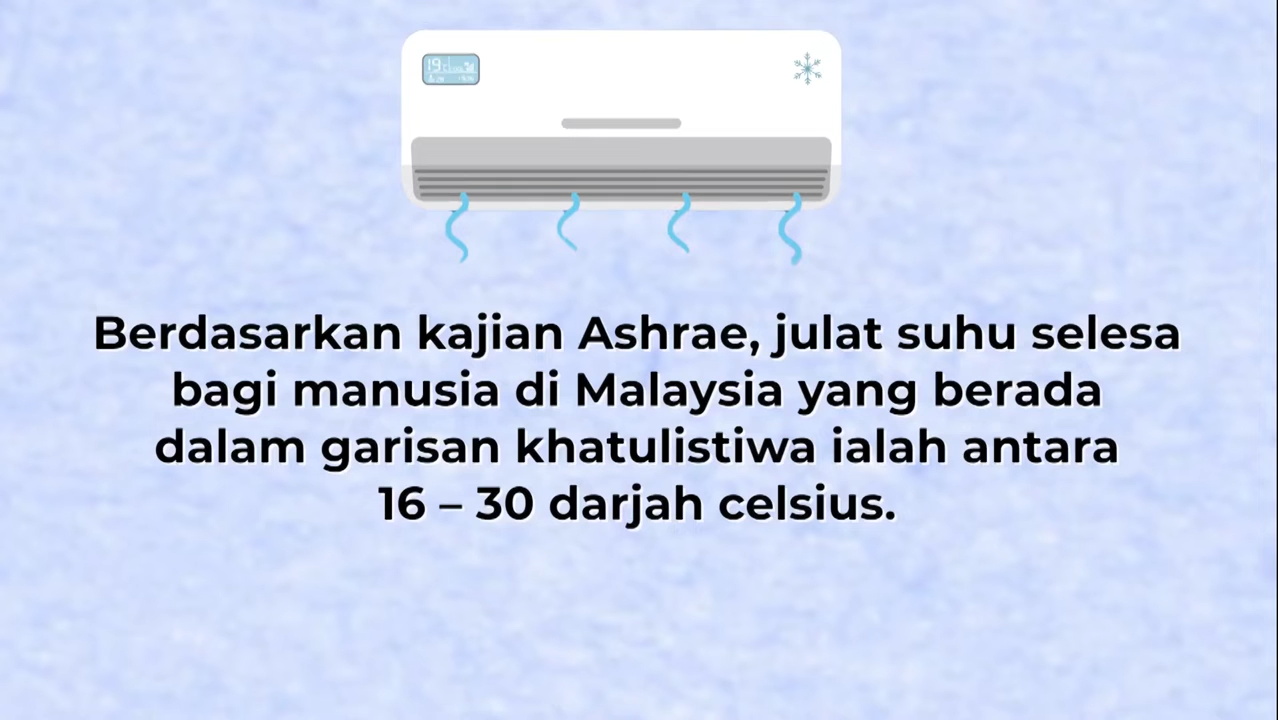 19
Berdasarkan kajian Ashrae, julat suhu selesa
bagi manusia di Malaysia yang berada
dalam garisan khatulistiwa ialah antara
16 – 30 darjah celsius.